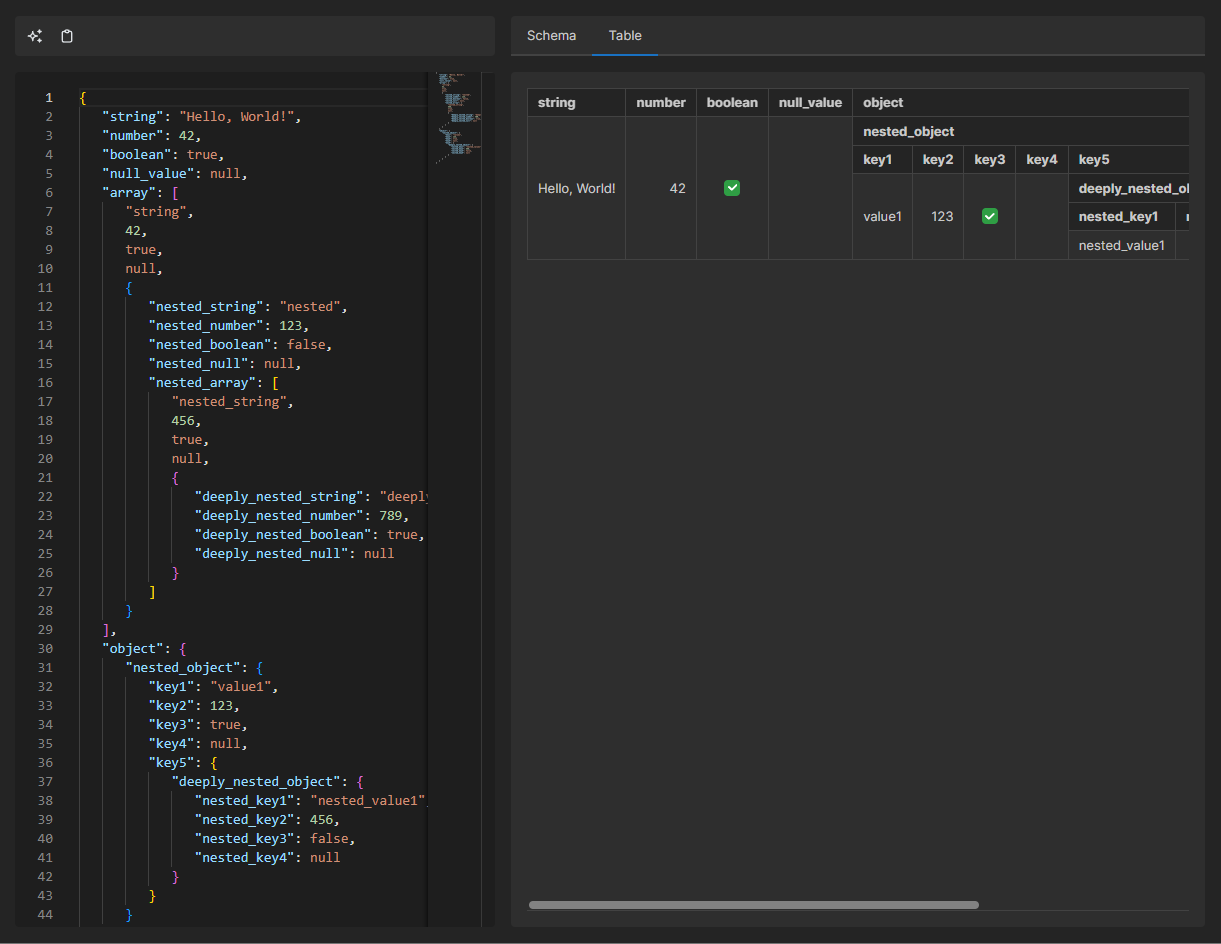 Schema Table
1 {
2 "string": "Hello, World!",
3 "number": 42,
4 "boolean": true,
5 "null_value": null,
6 "array": [
7 "string",
8 42,
9 true,
10 null,
11 {
12 "nested_string": "nested",
13 "nested_number": 123,
14 "nested_boolean": false,
15 "nested_null": null,
16 "nested_array": [
17 "nested_string",
18 456,
19 true,
20 null,
21 {
22 "deeply_nested_string": "deeply
23 "deeply_nested_number": 789,
24 "deeply_nested_boolean": true,
25 "deeply_nested_null": null
26 }
27 ]
28 }
29 ],
30 "object": {
31 "nested_object": {
32 "key1": "value1",
33 "key2": 123,
34 "key3": true,
35 "key4": null,
36 "key5": {
37 "deeply_nested_object": {
38 "nested_key1": "nested_value1",
39 "nested_key2": 456,
40 "nested_key3": false,
41 "nested_key4": null
42 }
43 }
44 }
string number boolean null_value object
nested_object
key1 key2 key3 key4 key5
Hello, World! 42 deeply_nested_ob
value1 123 nested_key1
nested_value1